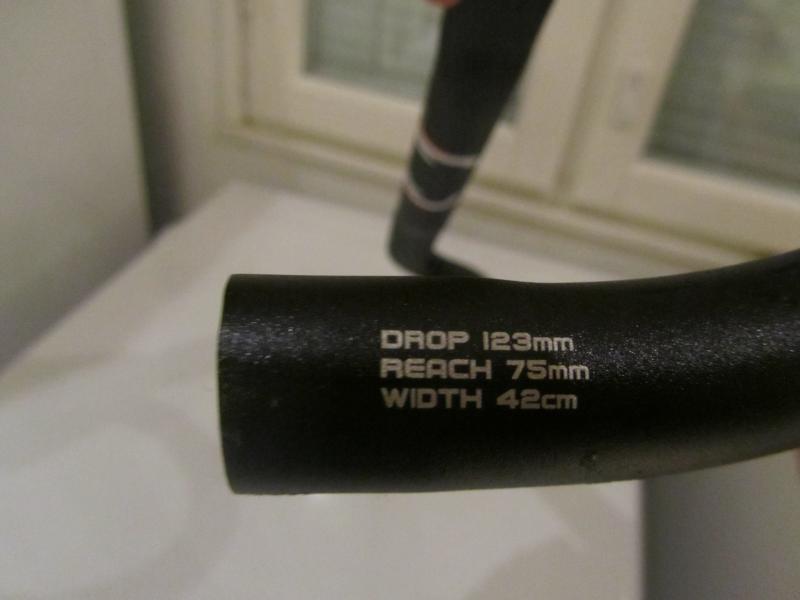 DROP 123mm
REACH 75mm
WIDTH 42cm